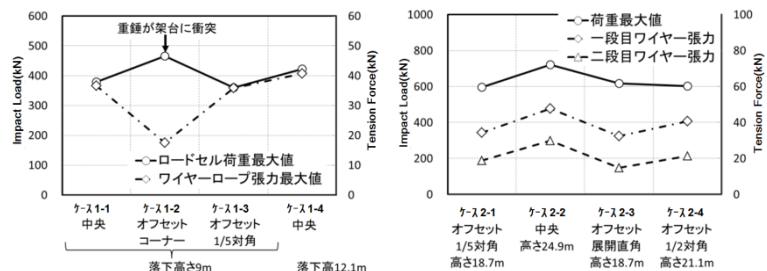 600
500
400
300
200
100
0
Impact Load(kN)
60
50
40
30
20
10
0
Tension Force(kN)
重錘が架台に衝突
ロードセル荷重最大値
ワイヤーロープ張力最大値
ｹｰｽ1-1
中央
ｹｰｽ1-2
オフセット
コーナー
ｹｰｽ1-3
オフセット
1/5対角
ｹｰｽ1-4
中央
落下高さ9m
落下高さ12.1m
1000
800
600
400
200
0
Impact Load(kN)
100
80
60
40
20
0
Tension Force(kN)
荷重最大値
一段目ワイヤー張力
二段目ワイヤー張力
ｹｰｽ2-1
オフセット
1/5対角
高さ18.7m
ｹｰｽ2-2
中央
高さ24.9m
ｹｰｽ2-3
オフセット
展開直角
高さ18.7m
ｹｰｽ2-4
オフセット
1/2対角
高さ21.1m